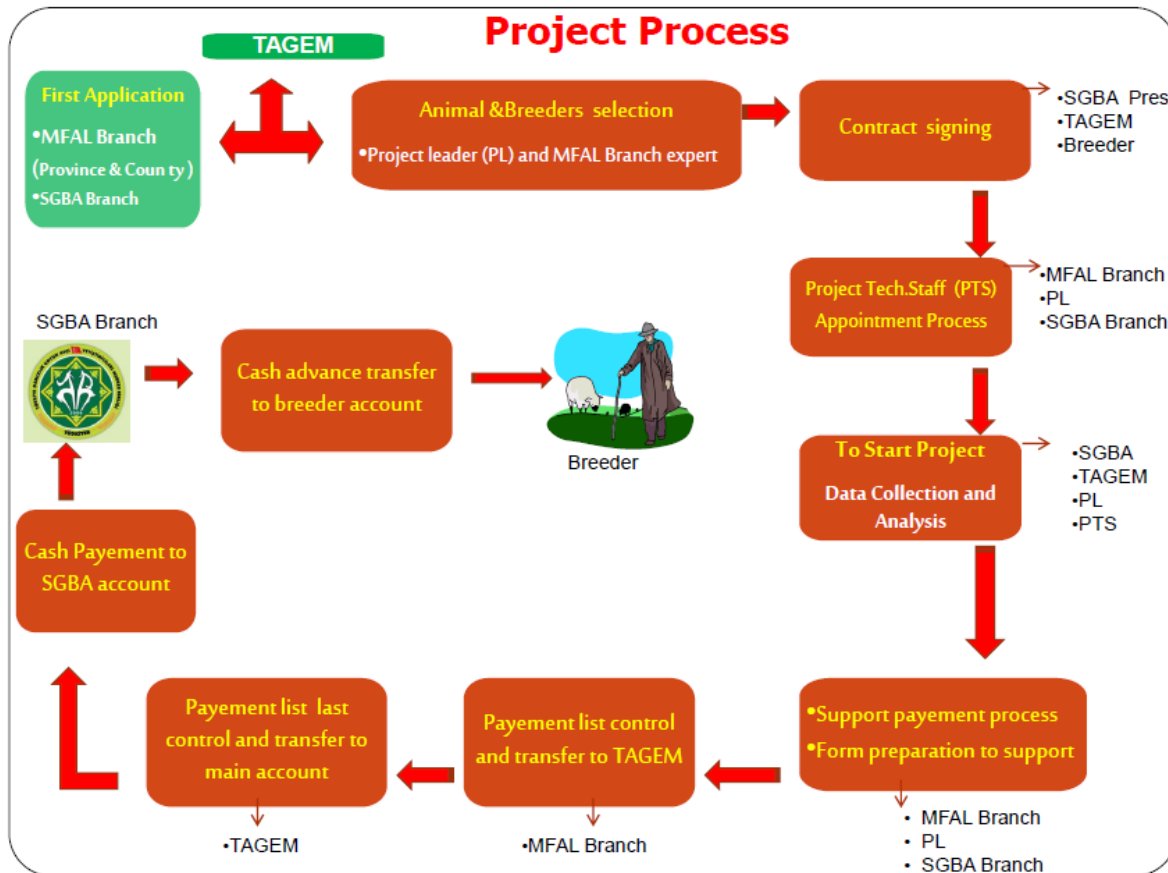 Project Process
TAGEM
First Application
•MFAL Branch
(Province & County)
•SGBA Branch
Animal &Breeders selection
•Project leader (PL) and MFAL Branch expert
Contract signing
•SGBA Pres
•TAGEM
•Breeder
Project Tech.Staff (PTS)
Appointment Process
•MFAL Branch
•PL
•SGBA Branch
To Start Project
Data Collection and
Analysis
•SGBA
•TAGEM
•PL
•PTS
•Support payement process
•Form preparation to support
• MFAL Branch
• PL
• SGBA Branch
Payement list control
and transfer to TAGEM
•MFAL Branch
Payement list last
control and transfer to
main account
•TAGEM
Cash Payement to
SGBA account
SGBA Branch
Cash advance transfer
to breeder account
Breeder